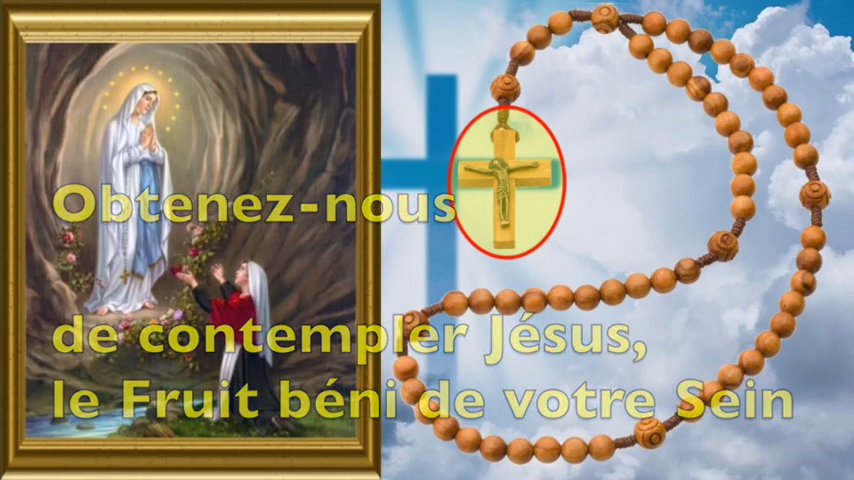 Obtenez-nous
de contempler Jésus,
le Fruit béni de votre Sein